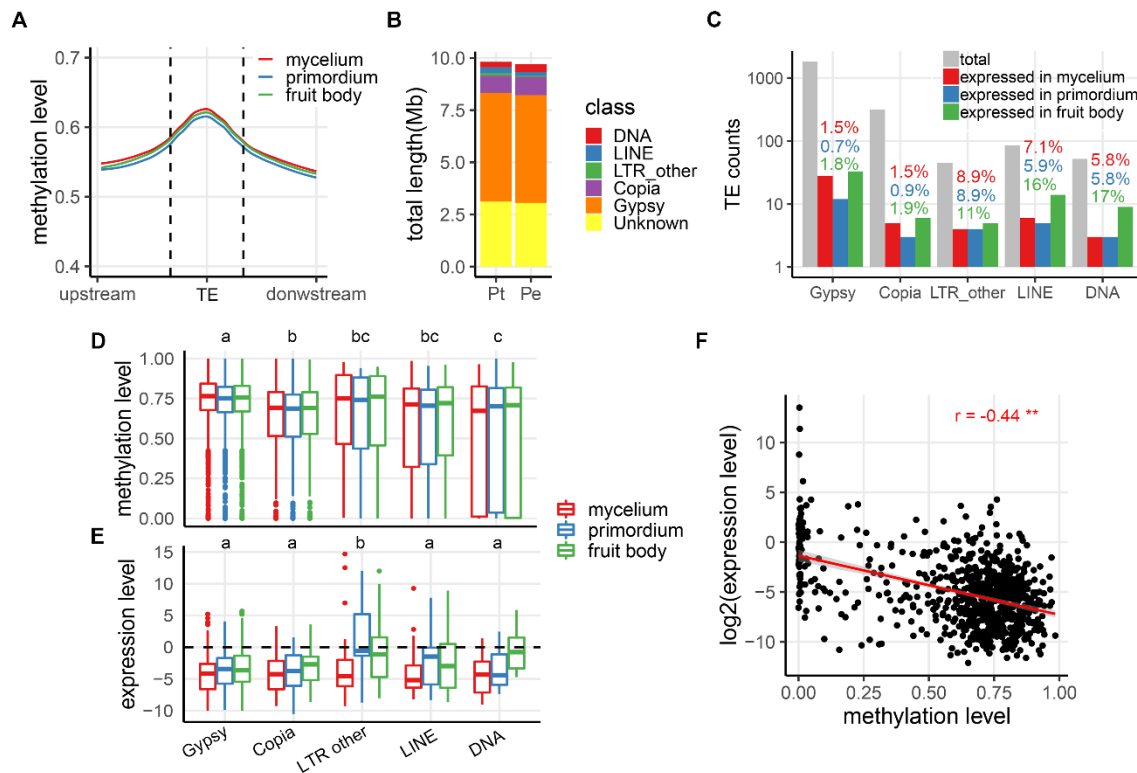 A
methylation level
0.7
0.6
0.5
0.4
mycelium
primordium
fruit body
upstream
TE
donwstream
B
total length(Mb)
10.0
7.5
5.0
2.5
0.0
Pt
Pe
class
DNA
LINE
LTR_other
Copia
Gypsy
Unknown
C
TE counts
1000
100
10
1
total
expressed in mycelium
expressed in primordium
expressed in fruit body
1.5%
0.7%
1.8%
1.5%
0.9%
1.9%
8.9%
8.9%
11%
7.1%
5.9%
16%
5.8%
5.8%
17%
Gypsy
Copia
LTR_other
LINE
DNA
D
a
b
bc
bc
c
methylation level
1.00
0.75
0.50
0.25
0.00
E
a
a
b
a
a
expression level
15
10
5
0
−5
−10
Gypsy
Copia
LTR other
LINE
DNA
mycelium
primordium
fruit body
F
r = -0.44 **
log2(expression level)
10
5
0
−5
−10
0.00
0.25
0.50
0.75
1.00
methylation level